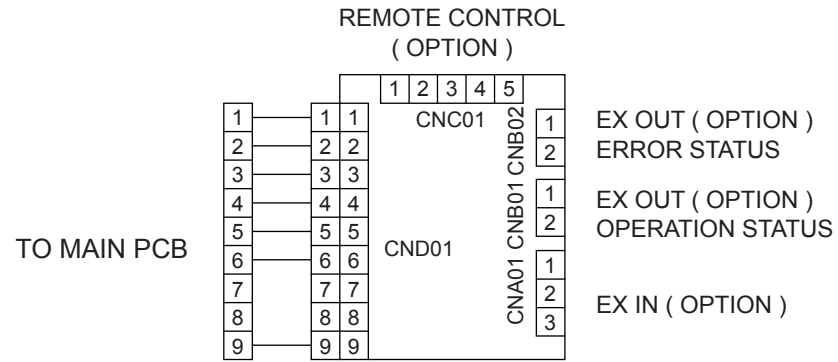 REMOTE CONTROL
( OPTION )
1 2 3 4 5
CNC01
1 1 1
2 2 2
3 3 3
4 4 4
5 5 5
6 6 6
7 7 7
8 8 8
9 9 9
TO MAIN PCB
CND01
CNB02
1
2
EX OUT ( OPTION )
ERROR STATUS
CNB01
1
2
EX OUT ( OPTION )
OPERATION STATUS
CNA01
1
2
3
EX IN ( OPTION )